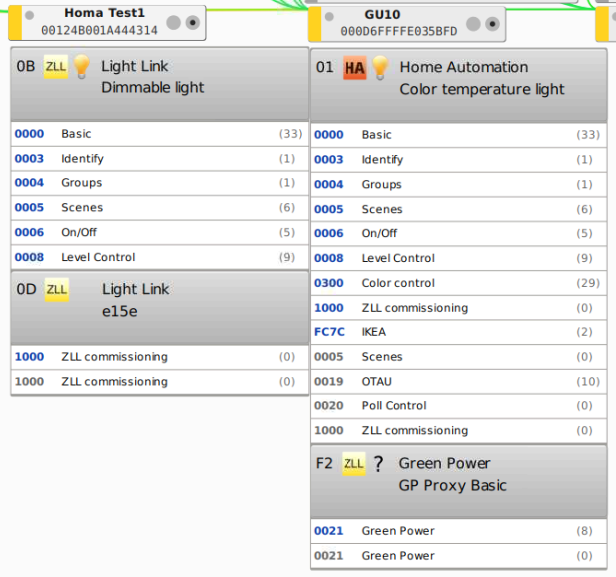 Homa Test1
00124B001A444314
0B ZLL Light Link
Dimmable light
0000 Basic (33)
0003 Identify (1)
0004 Groups (1)
0005 Scenes (6)
0006 On/Off (5)
0008 Level Control (9)
0D ZLL Light Link
e15e
1000 ZLL commissioning (0)
1000 ZLL commissioning (0)
GU10
000D6FFFFE035BFD
01 HA Home Automation
Color temperature light
0000 Basic (33)
0003 Identify (1)
0004 Groups (1)
0005 Scenes (6)
0006 On/Off (5)
0008 Level Control (9)
0300 Color control (29)
1000 ZLL commissioning (0)
FC7C IKEA (2)
0005 Scenes (0)
0019 OTAU (10)
0020 Poll Control (0)
1000 ZLL commissioning (0)
F2 ZLL ? Green Power
GP Proxy Basic
0021 Green Power (8)
0021 Green Power (0)